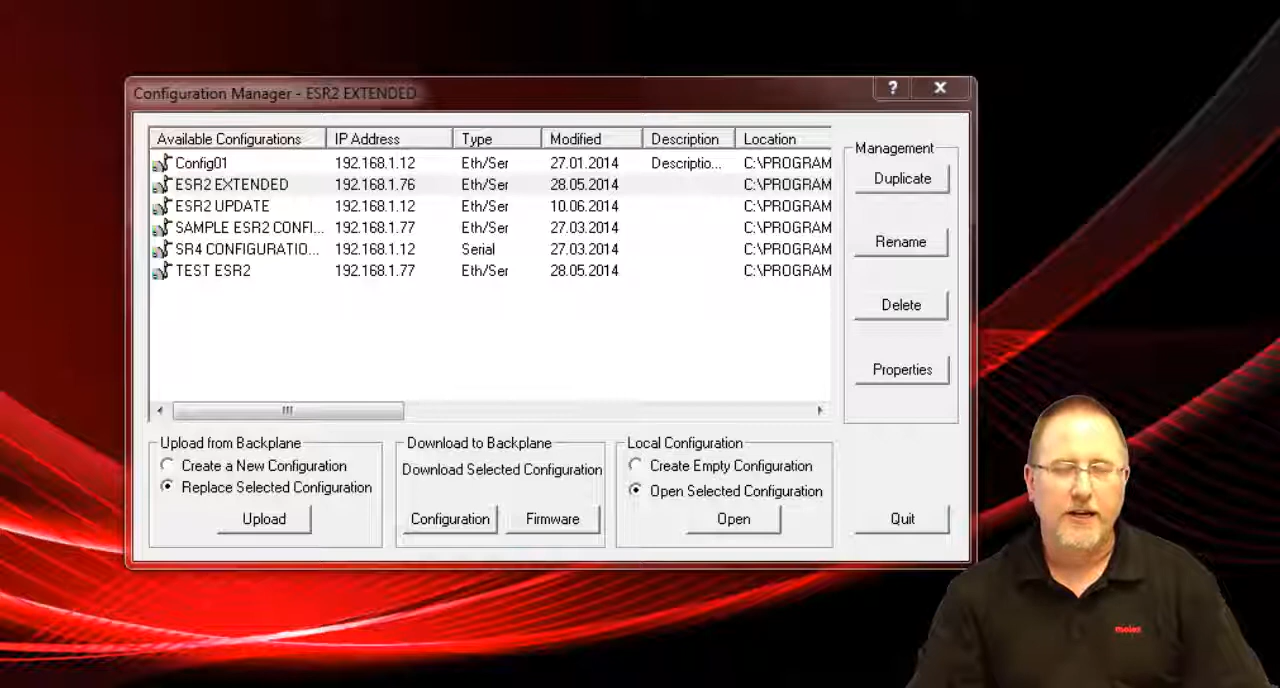 Configuration Manager - ESR2 EXTENDED
?
Available Configurations IP Address Type Modified Description Location
Config01 192.168.1.12 Eth/Ser 27.01.2014 Descriptio... C:\PROGRAM
ESR2 EXTENDED 192.168.1.76 Eth/Ser 28.05.2014 C:\PROGRAM
ESR2 UPDATE 192.168.1.12 Eth/Ser 10.06.2014 C:\PROGRAM
SAMPLE ESR2 CONFI... 192.168.1.77 Eth/Ser 27.03.2014 C:\PROGRAM
SR4 CONFIGURATIO... 192.168.1.12 Serial 27.03.2014 C:\PROGRAM
TEST ESR2 192.168.1.77 Eth/Ser 28.05.2014 C:\PROGRAM
Management
Duplicate
Rename
Delete
Properties
Upload from Backplane
Create a New Configuration
Replace Selected Configuration
Upload
Download to Backplane
Download Selected Configuration
Configuration Firmware
Local Configuration
Create Empty Configuration
Open Selected Configuration
Open
Quit
molex